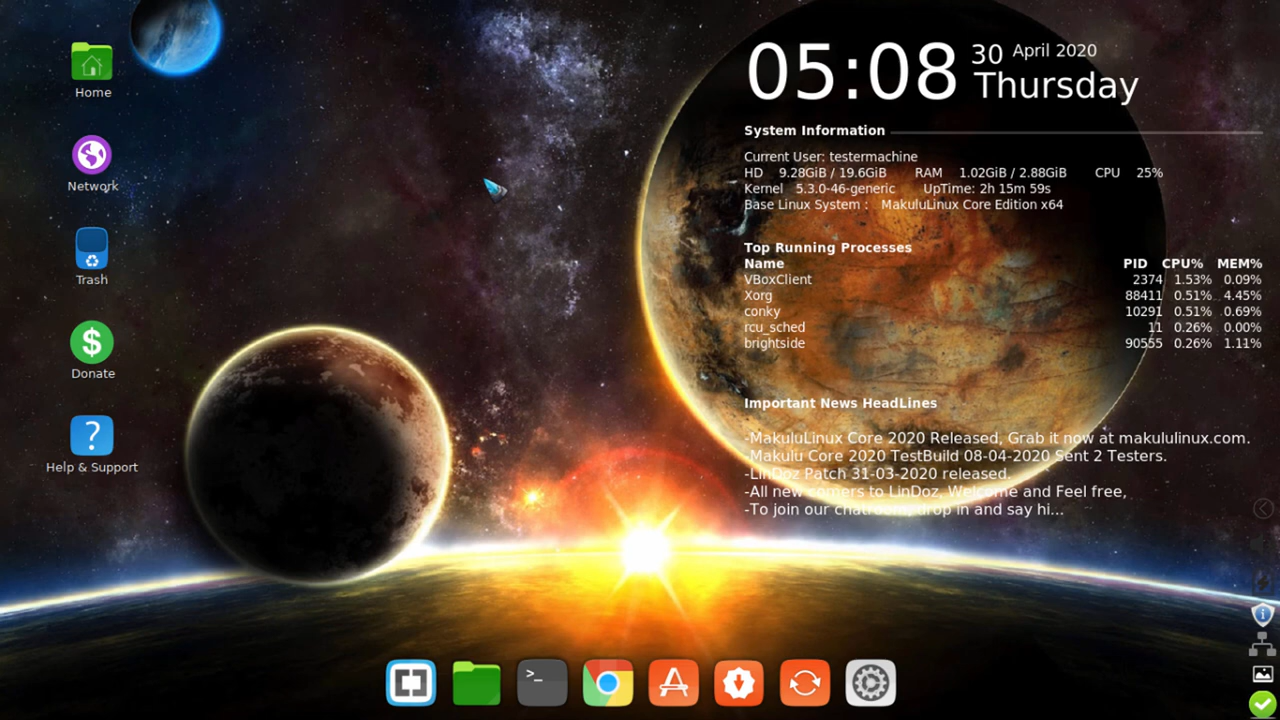 05:08 30 April 2020
Thursday
System Information
Current User: testermachine
HD 9.28GiB / 19.6GiB RAM 1.02GiB / 2.88GiB CPU 25%
Kernel 5.3.0-46-generic UpTime: 2h 15m 59s
Base Linux System : MakuluLinux Core Edition x64
Top Running Processes
Name PID CPU% MEM%
VBoxClient 2374 1.53% 0.09%
Xorg 88411 0.51% 4.45%
conky 10291 0.51% 0.69%
rcu_sched 11 0.26% 0.00%
brightside 90555 0.26% 1.11%
Important News HeadLines
-MakuluLinux Core 2020 Released, Grab it now at makululinux.com.
-Makulu Core 2020 TestBuild 08-04-2020 Sent 2 Testers.
-LinDoz Patch 31-03-2020 released.
-All new comers to LinDoz, Welcome and Feel free,
-To join our chatroom, drop in and say hi...
Home
Network
Trash
$
Donate
?
Help & Support
>_